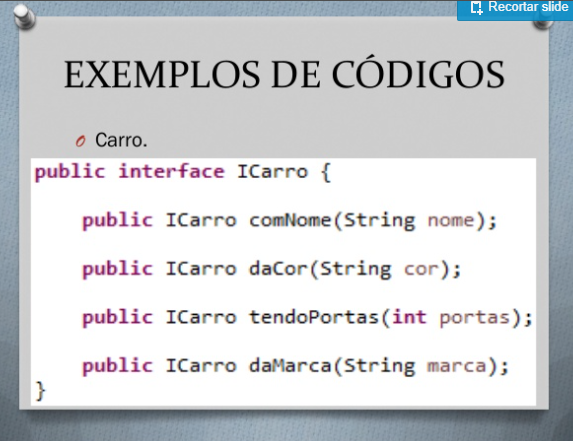 Recortar slide
EXEMPLOS DE CÓDIGOS
Carro.
public interface ICarro {
public ICarro comNome(String nome);
public ICarro daCor(String cor);
public ICarro tendoPortas(int portas);
public ICarro daMarca(String marca);
}